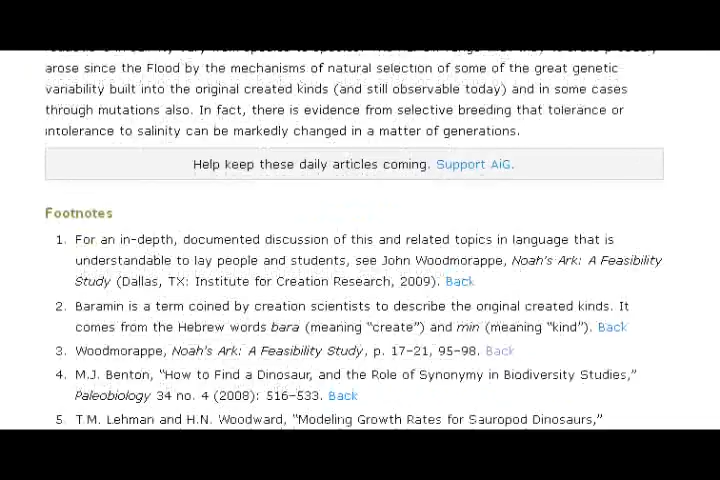 arose since the Flood by the mechanisms of natural selection of some of the great genetic
variability built into the original created kinds (and still observable today) and in some cases
through mutations also. In fact, there is evidence from selective breeding that tolerance or
intolerance to salinity can be markedly changed in a matter of generations.
Help keep these daily articles coming. Support AiG.
Footnotes
1. For an in-depth, documented discussion of this and related topics in language that is
understandable to lay people and students, see John Woodmorappe, Noah's Ark: A Feasibility
Study (Dallas, TX: Institute for Creation Research, 2009). Back
2. Baramin is a term coined by creation scientists to describe the original created kinds. It
comes from the Hebrew words bara (meaning “create”) and min (meaning “kind”). Back
3. Woodmorappe, Noah's Ark: A Feasibility Study, p. 17–21, 95–98. Back
4. M.J. Benton, “How to Find a Dinosaur, and the Role of Synonymy in Biodiversity Studies,”
Paleobiology 34 no. 4 (2008): 516–533. Back
5. T.M. Lehman and H.N. Woodward, “Modeling Growth Rates for Sauropod Dinosaurs,”